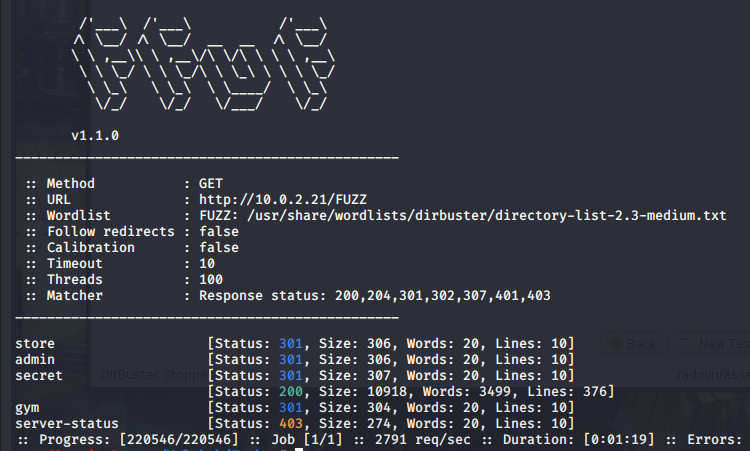 v1.1.0
:: Method : GET
:: URL : http://10.0.2.21/FUZZ
:: Wordlist : FUZZ: /usr/share/wordlists/dirbuster/directory-list-2.3-medium.txt
:: Follow redirects : false
:: Calibration : false
:: Timeout : 10
:: Threads : 100
:: Matcher : Response status: 200,204,301,302,307,401,403
store [Status: 301, Size: 306, Words: 20, Lines: 10]
admin [Status: 301, Size: 306, Words: 20, Lines: 10]
secret [Status: 301, Size: 307, Words: 20, Lines: 10]
[Status: 200, Size: 10918, Words: 3499, Lines: 376]
gym [Status: 301, Size: 304, Words: 20, Lines: 10]
server-status [Status: 403, Size: 274, Words: 20, Lines: 10]
:: Progress: [220546/220546] :: Job [1/1] :: 2791 req/sec :: Duration: [0:01:19] :: Errors:
Back
DirBuster Stoppe
/admin/assa